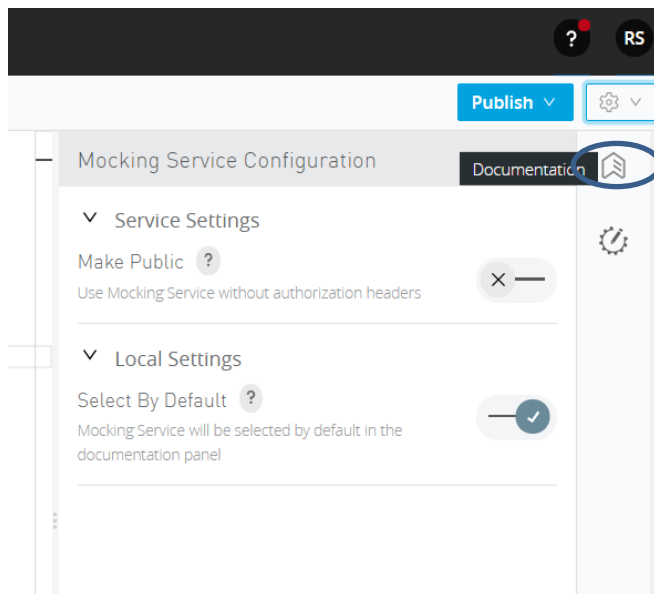 ?
RS
Publish
Mocking Service Configuration
Documentation
Service Settings
Make Public ?
Use Mocking Service without authorization headers
Local Settings
Select By Default ?
Mocking Service will be selected by default in the
documentation panel